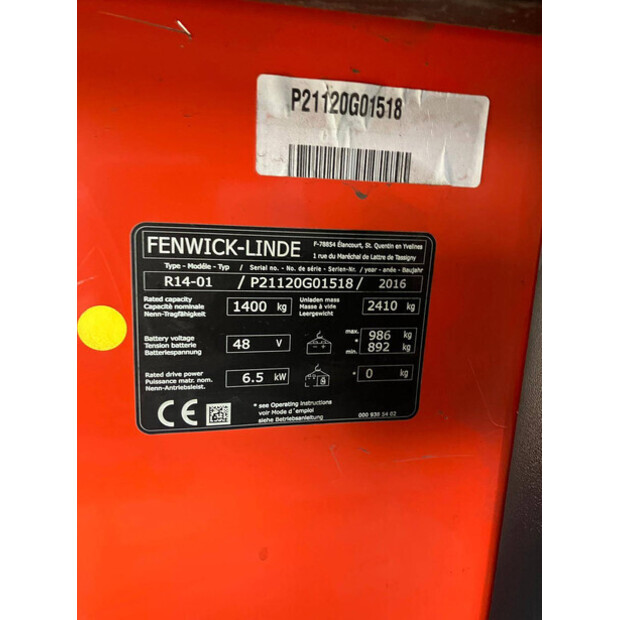 P21120G01518
FENWICK-LINDE
F-78854 Élancourt, St. Quentin en Yvelines
1 rue du Maréchal de Lattre de Tassigny
Type - Modéle - Typ / Serial no. - No. de série - Serien-Nr. / year - année - Baujahr
R14-01 / P21120G01518 / 2016
Rated capacity
Capacité nominale
Nenn-Tragfähigkeit
1400 kg
Unladen mass
Masse à vide
Leergewicht
2410 kg
Battery voltage
Tension batterie
Batteriespannung
48 V
max. 986 kg
*
min. 892 kg
Rated drive power
Puissance matr. nom.
Nenn-Antriebsleist.
6.5 kW
* 0 kg
CE
* see Operating Instructions
voir Mode d'emploi
siehe Betriebsanleitung
000 938 54 02